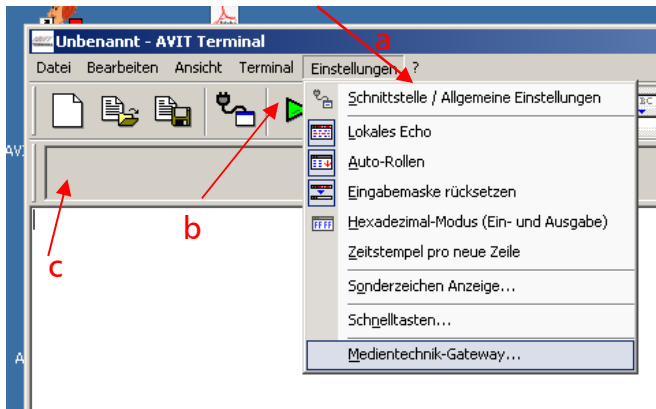 Unbenannt - AVIT Terminal
Datei Bearbeiten Ansicht Terminal Einstellungen ?
a
Schnittstelle / Allgemeine Einstellungen
Lokales Echo
Auto-Rollen
Eingabemaske rücksetzen
Hexadezimal-Modus (Ein- und Ausgabe)
Zeitstempel pro neue Zeile
Sonderzeichen Anzeige...
Schnelltasten...
Medientechnik-Gateway...
b
c
AV
A